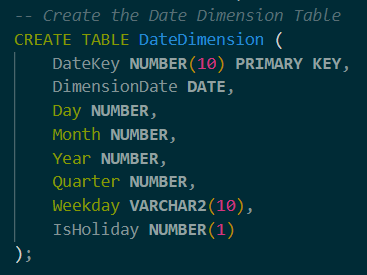 -- Create the Date Dimension Table
CREATE TABLE DateDimension (
    DateKey NUMBER(10) PRIMARY KEY,
    DimensionDate DATE,
    Day NUMBER,
    Month NUMBER,
    Year NUMBER,
    Quarter NUMBER,
    Weekday VARCHAR2(10),
    IsHoliday NUMBER(1)
);